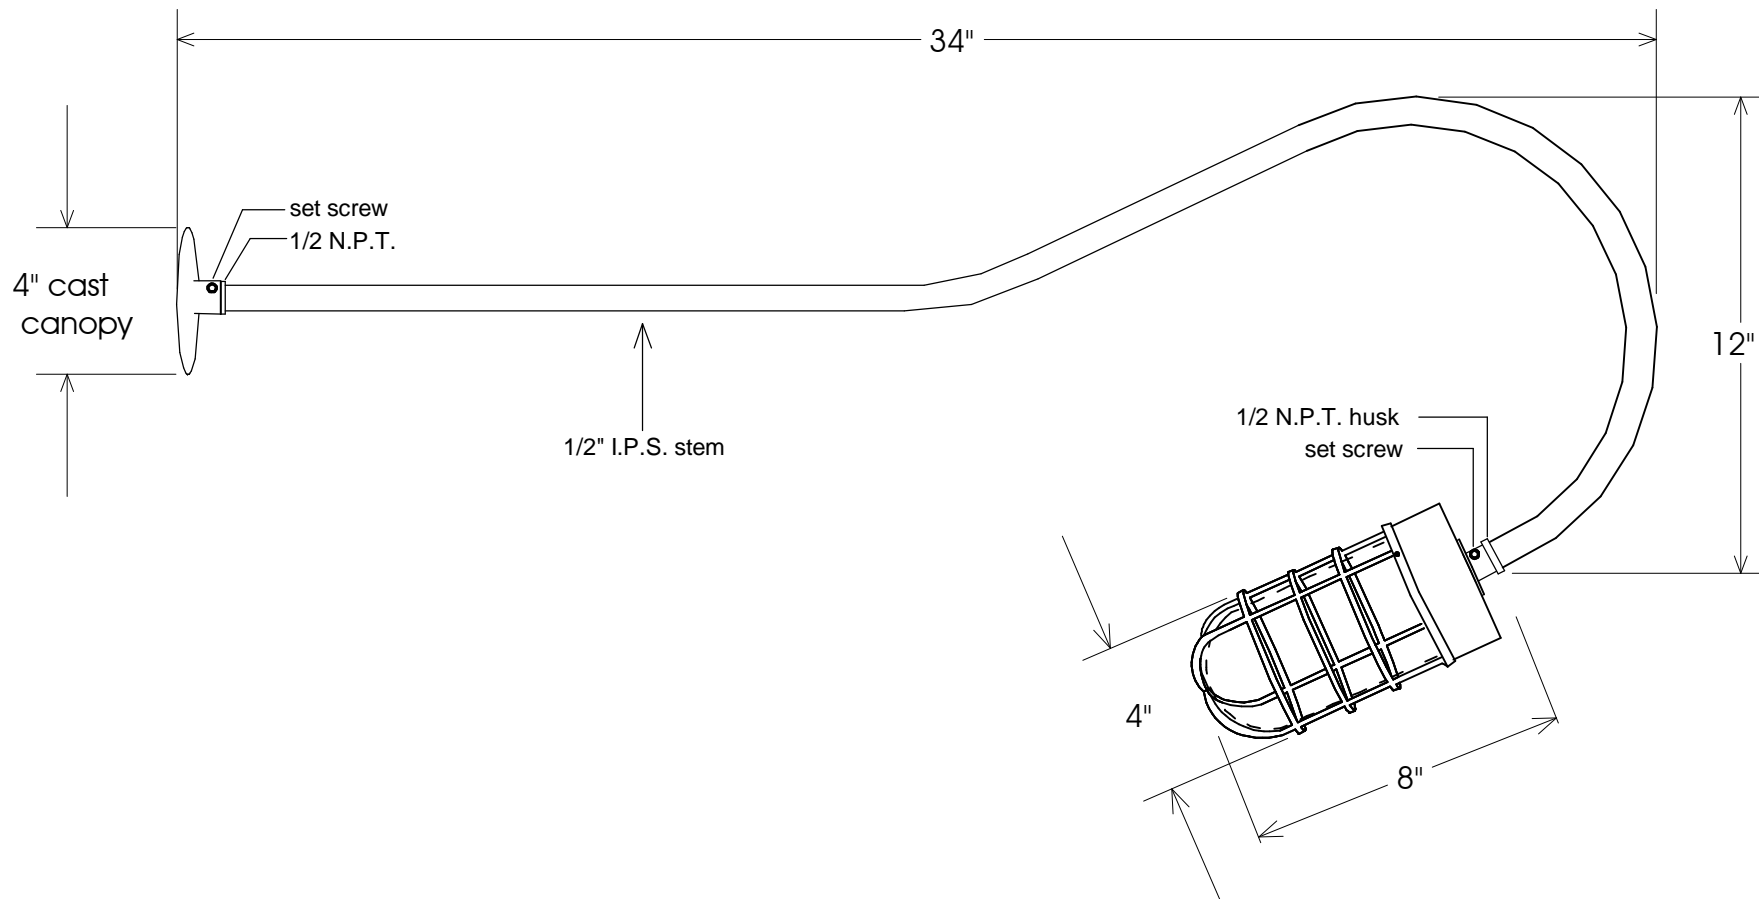 34"
set screw
1/2 N.P.T.
4" cast
canopy
12"
1/2" I.P.S. stem
1/2 N.P.T. husk
set screw
4"
8"